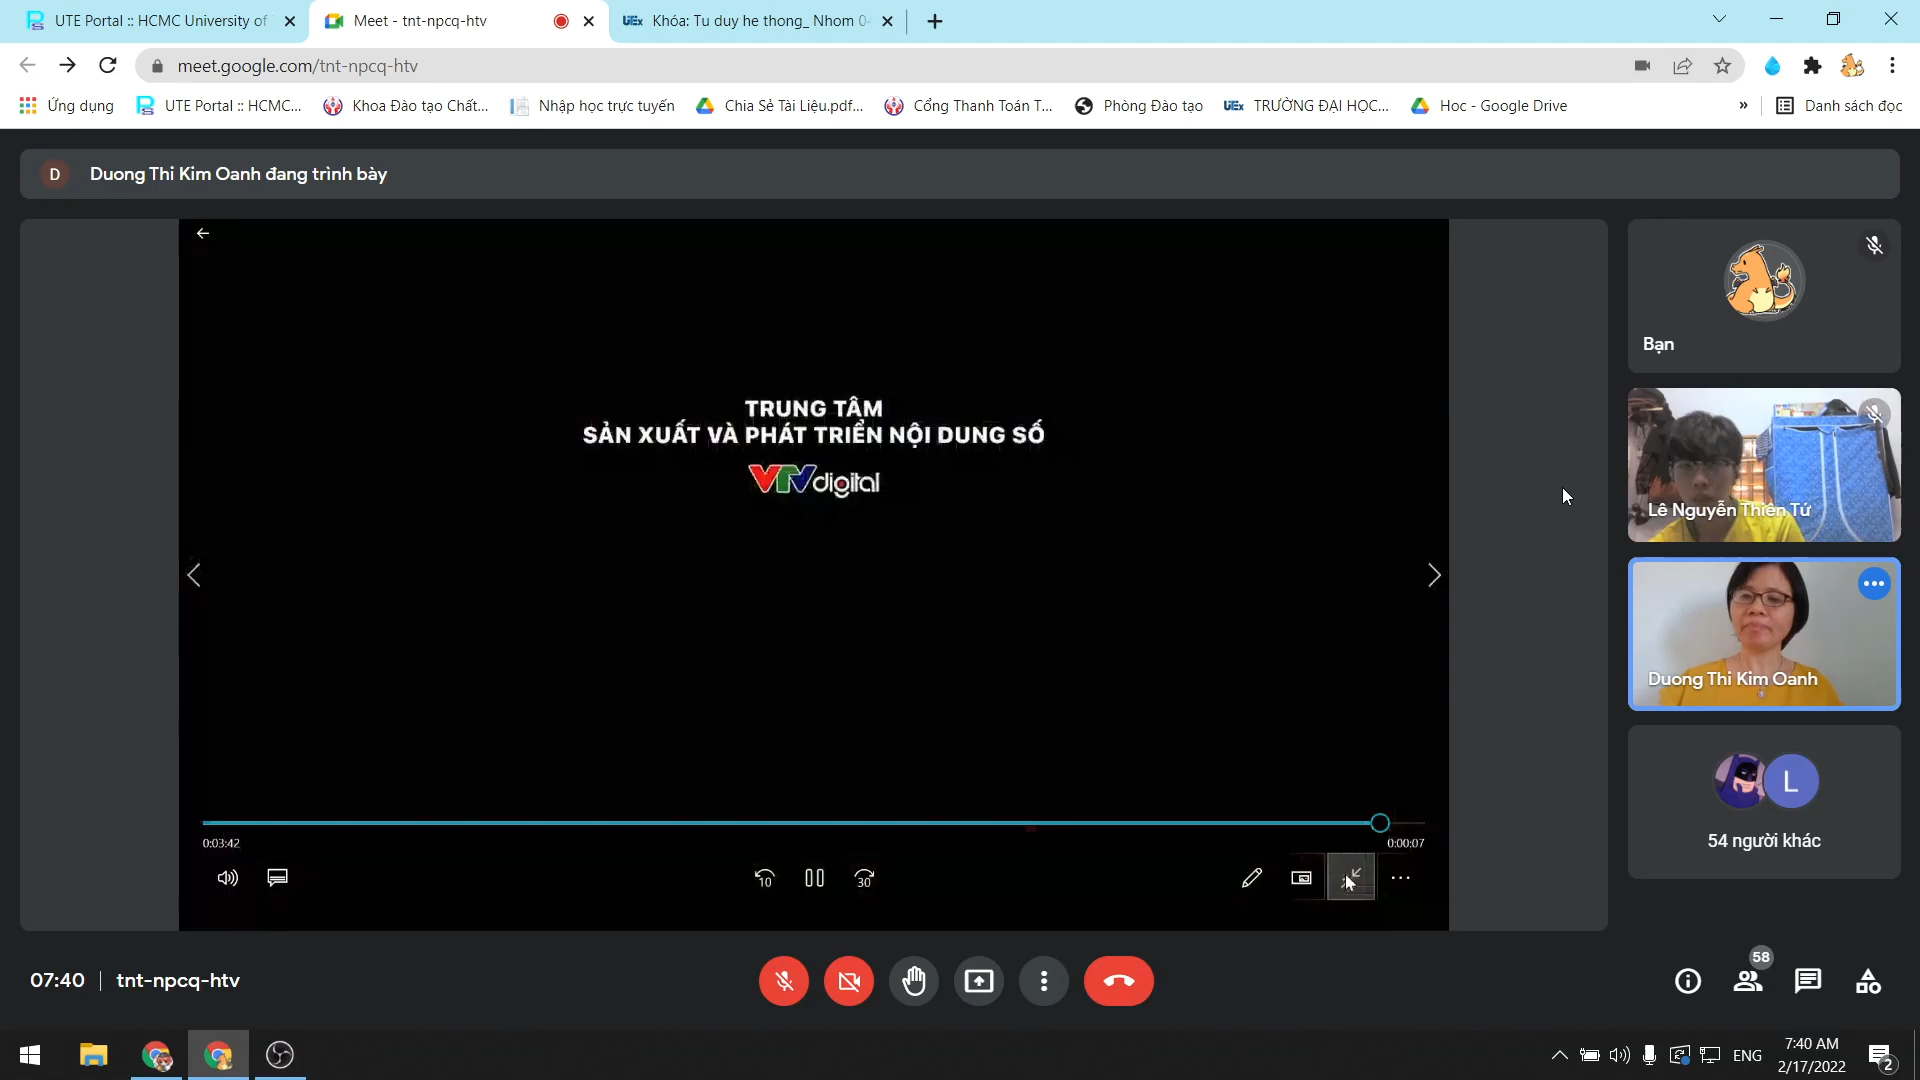 UTE Portal :: HCMC University of
Meet - tnt-npcq-htv
UEx Khóa: Tu duy he thong_ Nhom 04
meet.google.com/tnt-npcq-htv
Ứng dụng
UTE Portal :: HCMC...
Khoa Đào tạo Chất...
Nhập học trực tuyến
Chia Sẻ Tài Liệu.pdf...
Cổng Thanh Toán T...
Phòng Đào tạo
UEx TRƯỜNG ĐẠI HỌC...
Hoc - Google Drive
»
Danh sách đọc
D Duong Thi Kim Oanh đang trình bày
TRUNG TÂM
SẢN XUẤT VÀ PHÁT TRIỂN NỘI DUNG SỐ
VTVdigital
0:03:42
0:00:07
10
30
Bạn
Lê Nguyễn Thiên Tứ
Duong Thi Kim Oanh
L
54 người khác
07:40 | tnt-npcq-htv
58
ENG
7:40 AM
2/17/2022
2